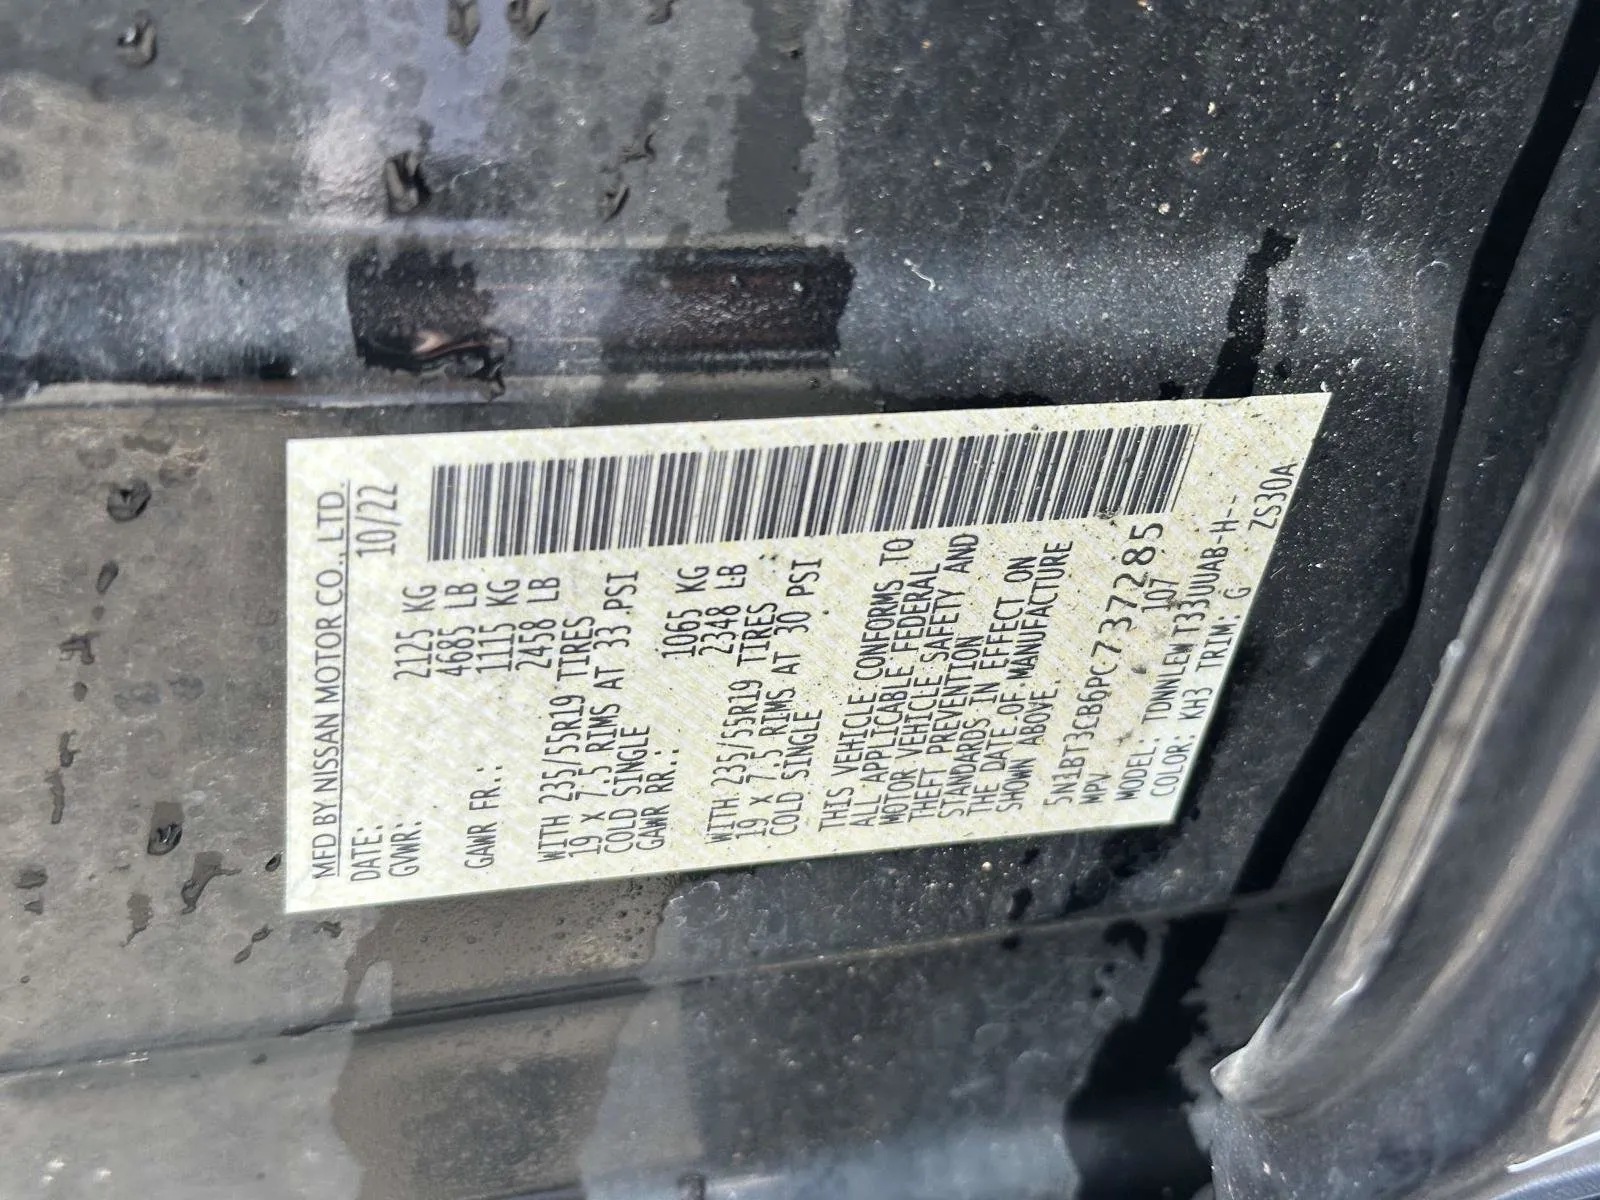 MFD BY NISSAN MOTOR CO., LTD.
DATE: 10/22
GVWR: 2125 KG
4685 LB
GAWR FR.: 1115 KG
2458 LB
WITH 235/55R19 TIRES
19 X 7.5 RIMS AT 33 PSI
COLD SINGLE
GAWR RR.: 1065 KG
2348 LB
WITH 235/55R19 TIRES
19 X 7.5 RIMS AT 30 PSI
COLD SINGLE
THIS VEHICLE CONFORMS TO
ALL APPLICABLE FEDERAL
MOTOR VEHICLE SAFETY AND
THEFT PREVENTION
STANDARDS IN EFFECT ON
THE DATE OF MANUFACTURE
SHOWN ABOVE.
5N1BT3CB6PC737285
MPV 107
MODEL: TDNNLEWT33UUAB-H--
COLOR: KH3 TRIM: G ZS30A